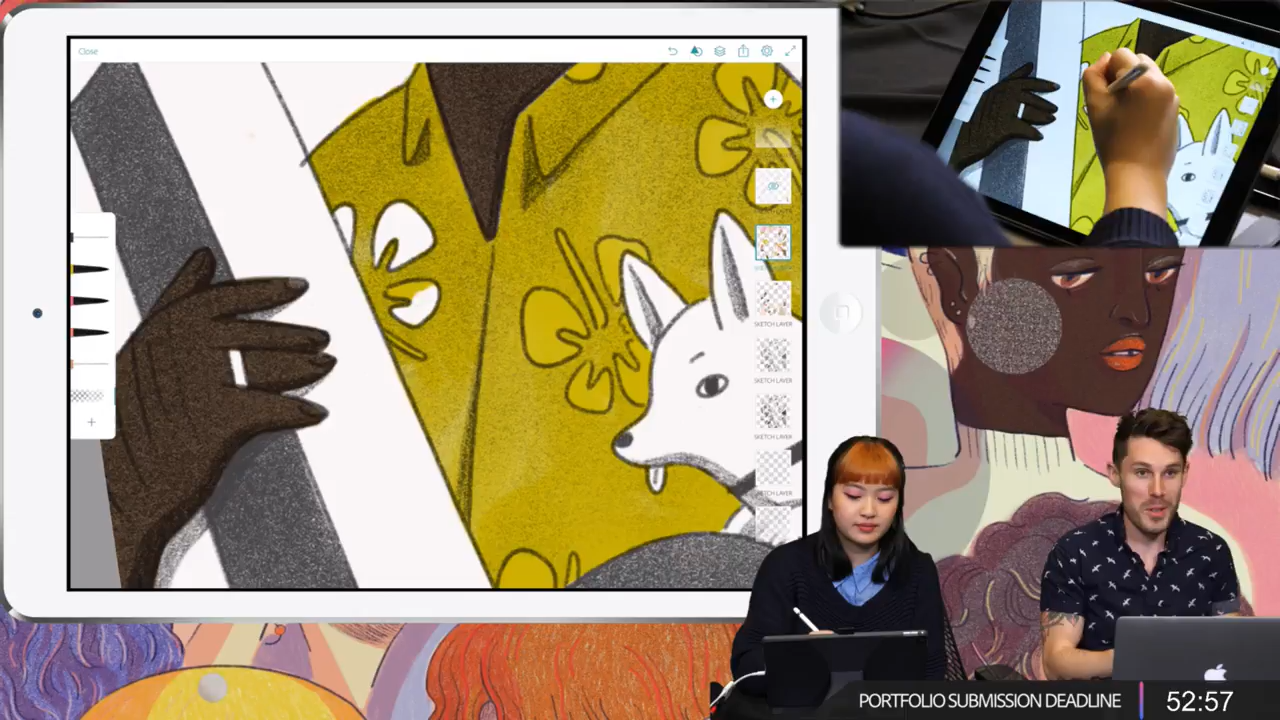 Close
SKETCH LAYER
SKETCH LAYER
SKETCH LAYER
PORTFOLIO SUBMISSION DEADLINE
52:57